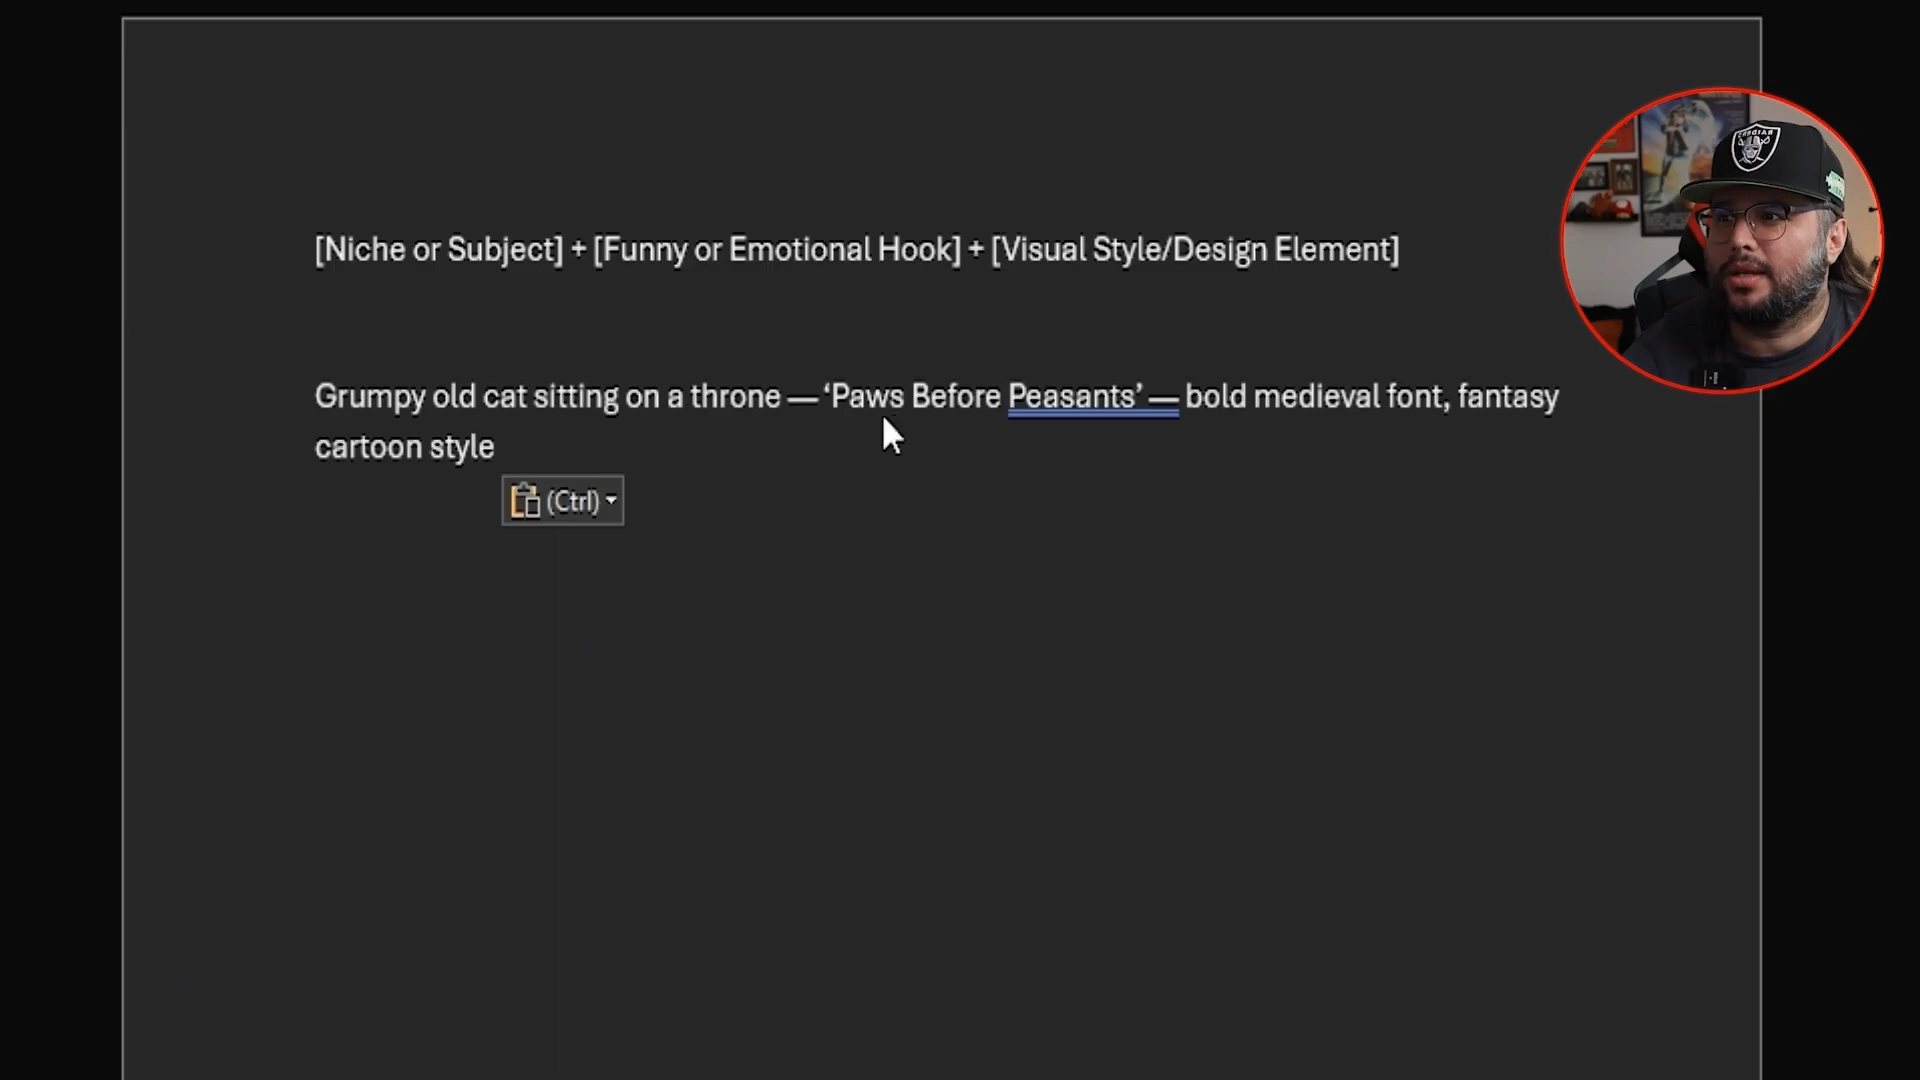 [Niche or Subject] + [Funny or Emotional Hook] + [Visual Style/Design Element]
Grumpy old cat sitting on a throne — ‘Paws Before Peasants’ — bold medieval font, fantasy
cartoon style
(Ctrl)